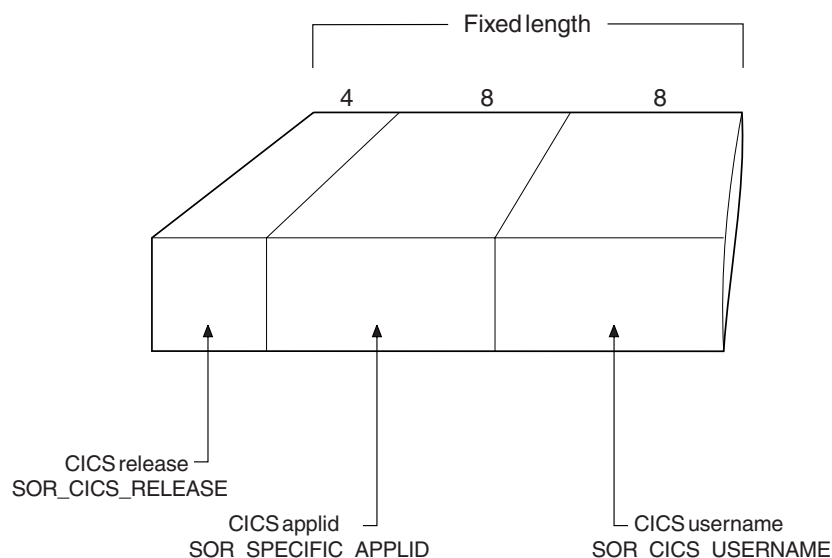 Fixed length
4 8 8
CICS release
SOR_CICS_RELEASE
CICS applid
SOR_SPECIFIC_APPLID
CICS username
SOR_CICS_USERNAME